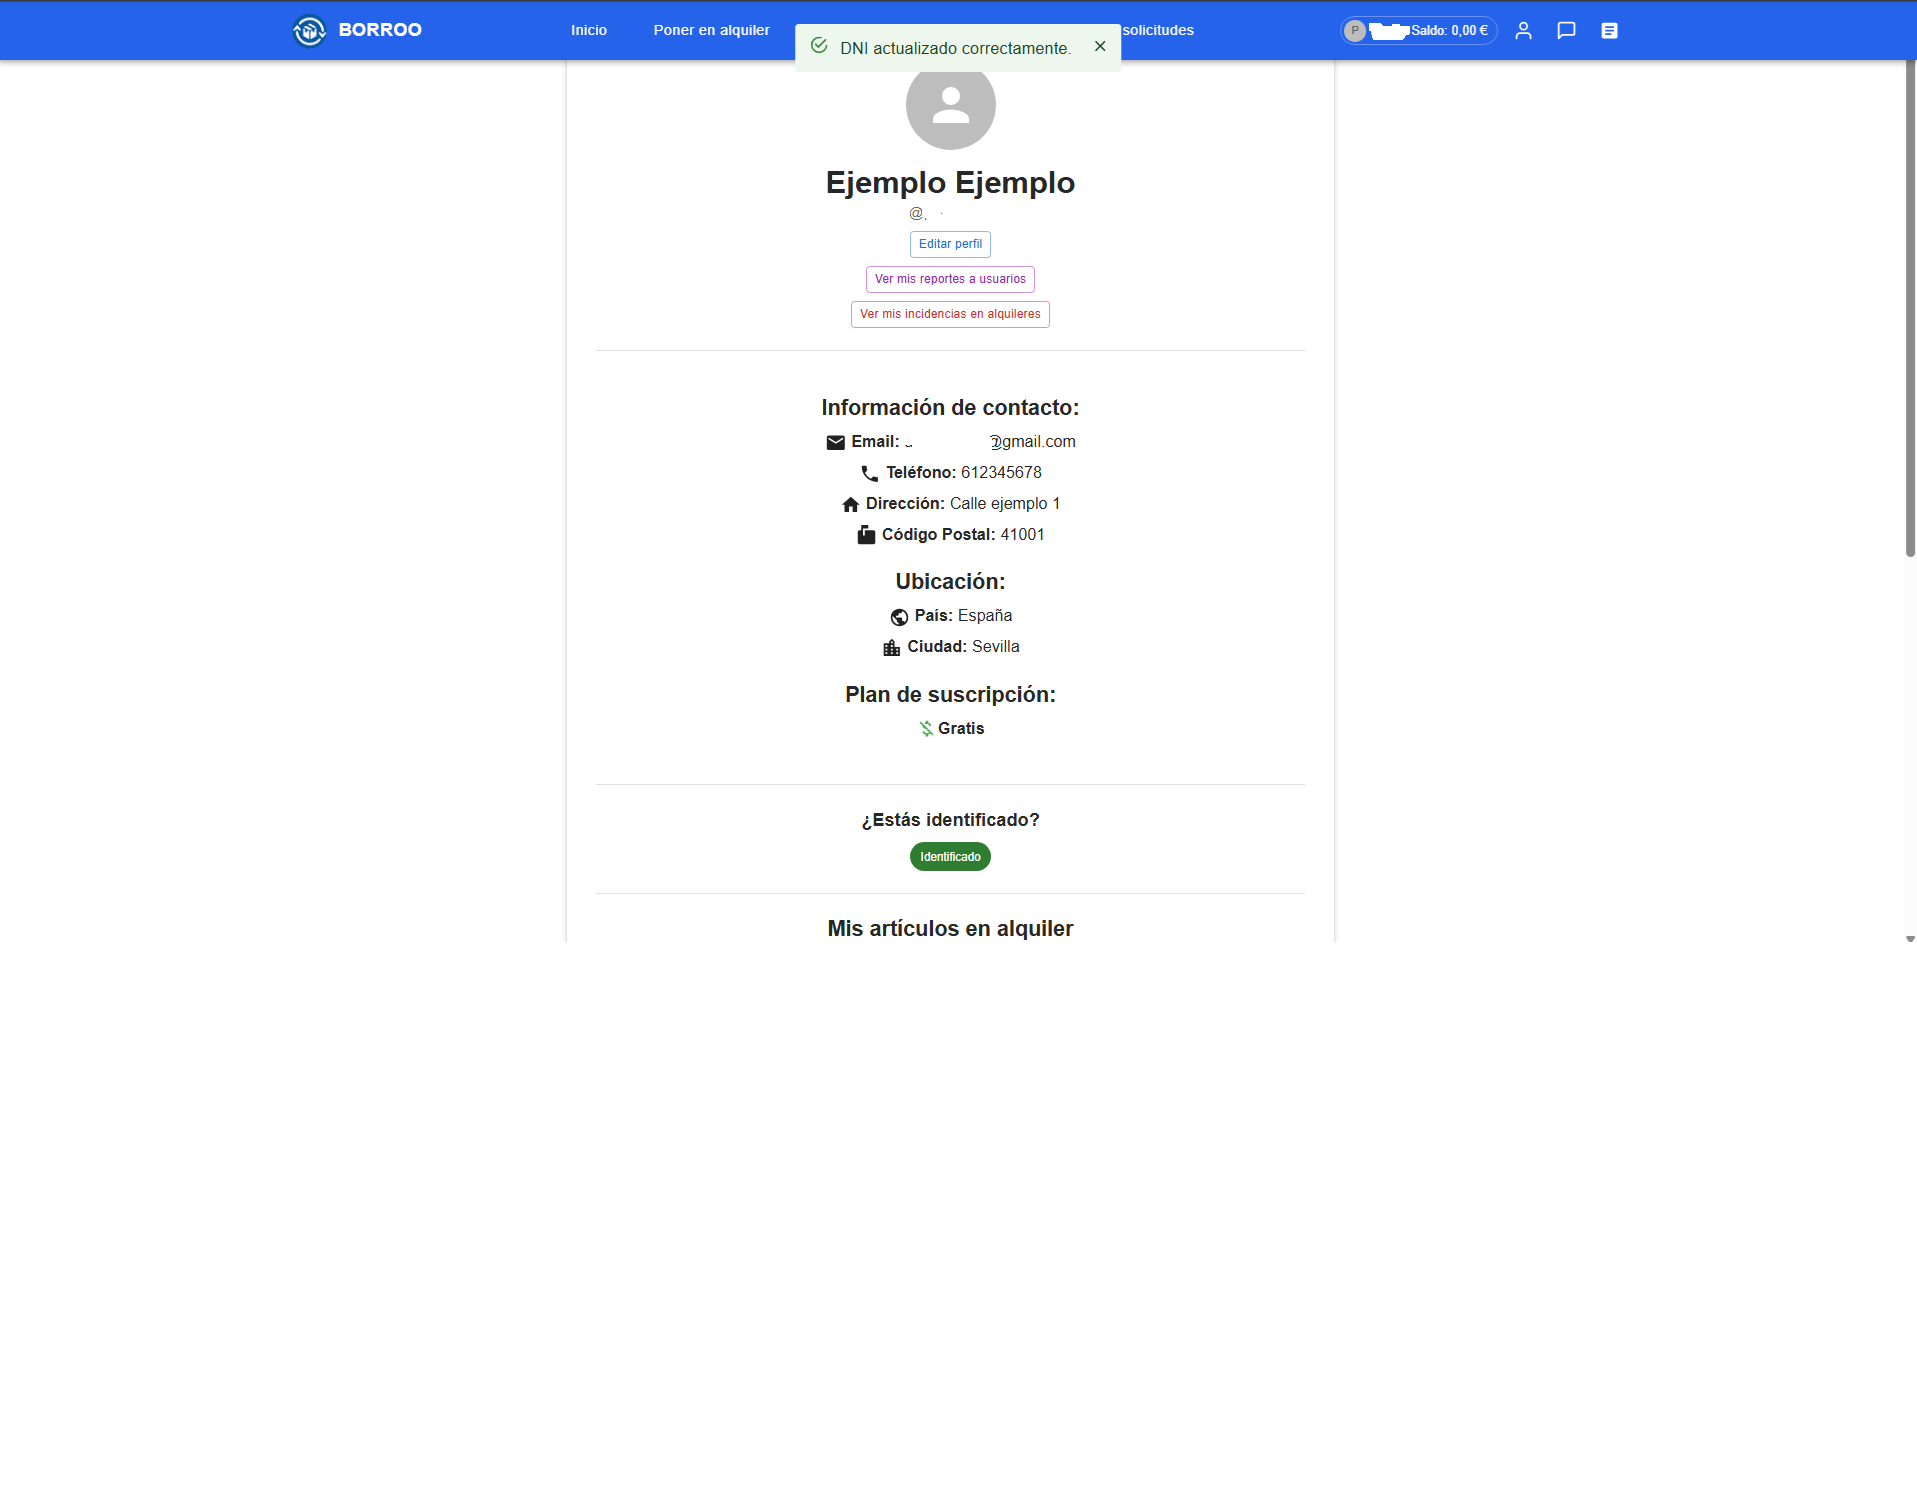 BORROO
Inicio
Poner en alquiler
solicitudes
P
Saldo: 0,00 €
DNI actualizado correctamente.
Ejemplo Ejemplo
@
Editar perfil
Ver mis reportes a usuarios
Ver mis incidencias en alquileres
Información de contacto:
Email: @gmail.com
Teléfono: 612345678
Dirección: Calle ejemplo 1
Código Postal: 41001
Ubicación:
País: España
Ciudad: Sevilla
Plan de suscripción:
Gratis
¿Estás identificado?
Identificado
Mis artículos en alquiler